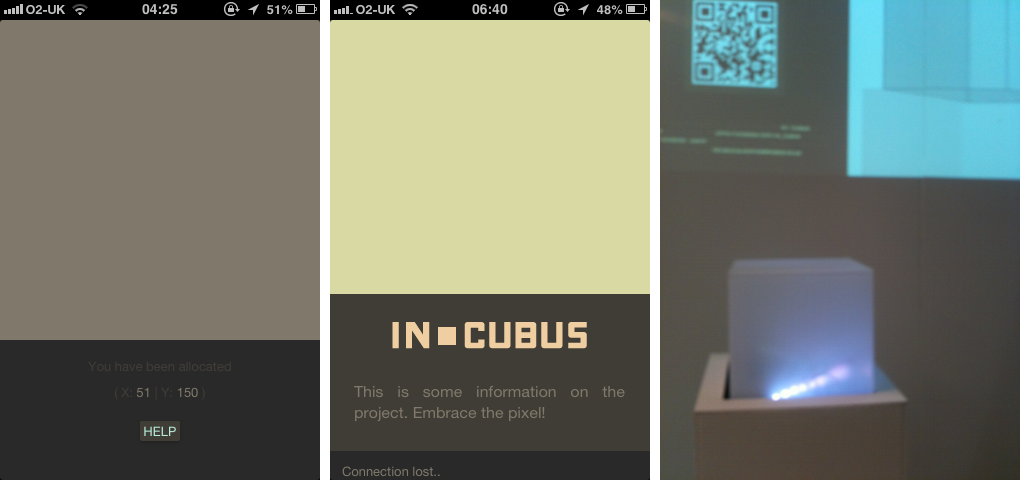 O2-UK 04:25 51%
You have been allocated
( X: 51 | Y: 150 )
HELP
O2-UK 06:40 48%
IN■CUBUS
This is some information on the
project. Embrace the pixel!
Connection lost..